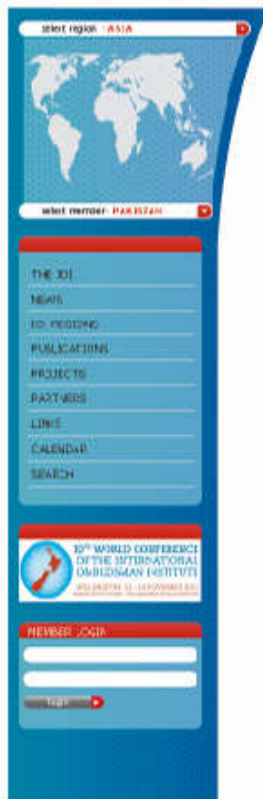 select region - ASIA
select member- PAKISTAN
THE IOI
NEWS
IOI REGIONS
PUBLICATIONS
PROJECTS
PARTNERS
LINKS
CALENDAR
SEARCH
10TH WORLD CONFERENCE
OF THE INTERNATIONAL
OMBUDSMAN INSTITUTE
MEMBER LOGIN
login